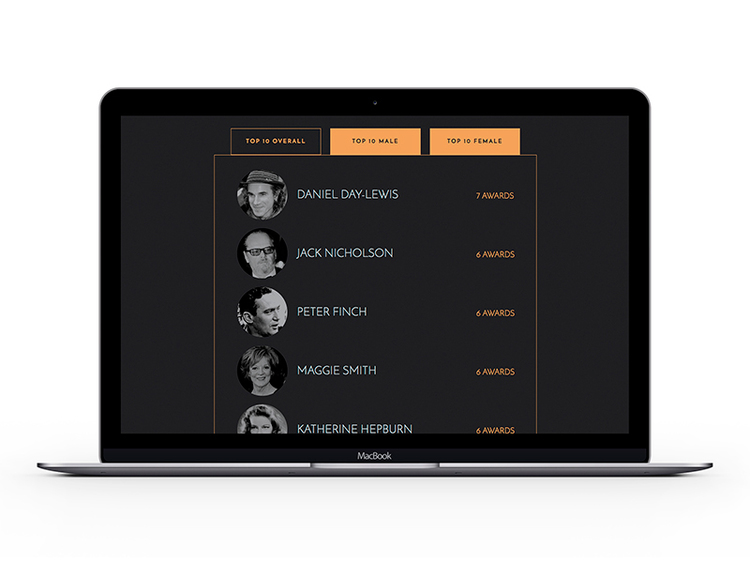 TOP 10 OVERALL TOP 10 MALE TOP 10 FEMALE
DANIEL DAY-LEWIS 7 AWARDS
JACK NICHOLSON 6 AWARDS
PETER FINCH 6 AWARDS
MAGGIE SMITH 6 AWARDS
KATHERINE HEPBURN 6 AWARDS
MacBook